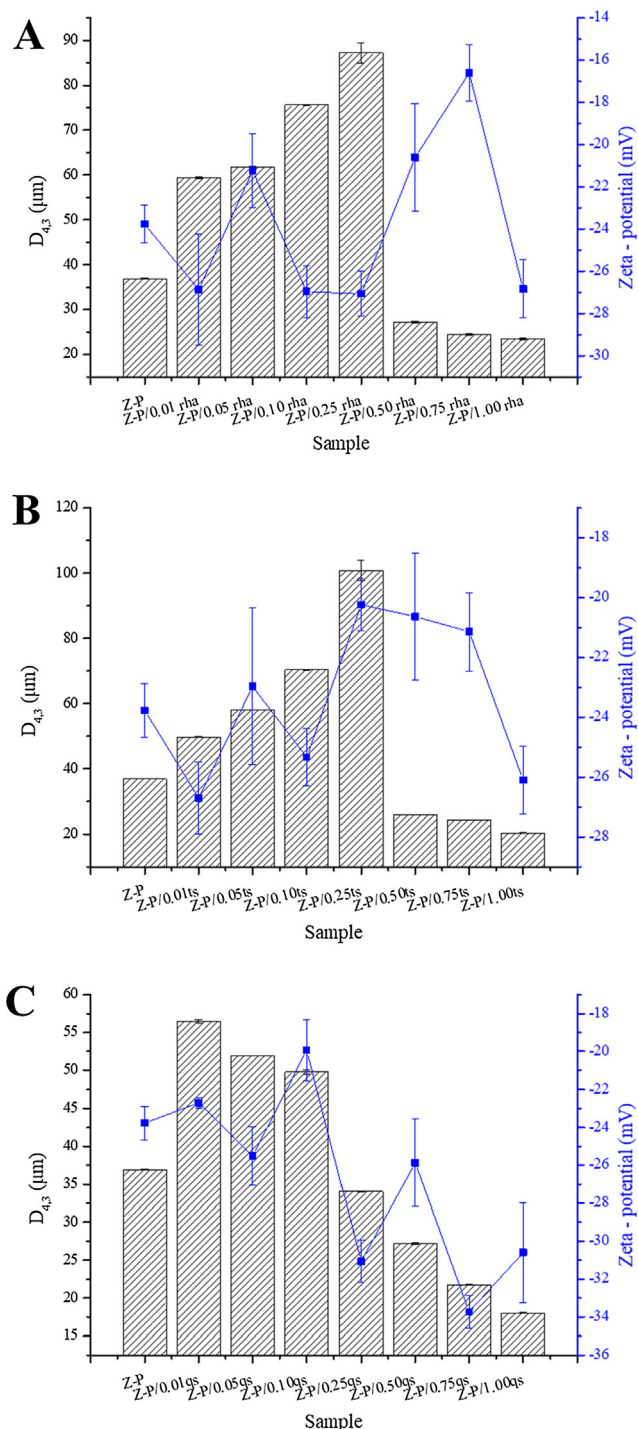 A
90
80
70
60
50
40
30
20
D4,3 (μm)
-14
-16
-18
-20
-22
-24
-26
-28
-30
Zeta - potential (mV)
Z-P
Z-P/0.01 rha
Z-P/0.05 rha
Z-P/0.10 rha
Z-P/0.25 rha
Z-P/0.50 rha
Z-P/0.75 rha
Z-P/1.00 rha
Sample
B
120
100
80
60
40
20
D4,3 (μm)
-18
-20
-22
-24
-26
-28
Zeta - potential (mV)
Z-P
Z-P/0.01ts
Z-P/0.05ts
Z-P/0.10ts
Z-P/0.25ts
Z-P/0.50ts
Z-P/0.75ts
Z-P/1.00ts
Sample
C
60
55
50
45
40
35
30
25
20
15
D4,3 (μm)
-18
-20
-22
-24
-26
-28
-30
-32
-34
-36
Zeta - potential (mV)
Z-P
Z-P/0.01qs
Z-P/0.05qs
Z-P/0.10qs
Z-P/0.25qs
Z-P/0.50qs
Z-P/0.75qs
Z-P/1.00qs
Sample